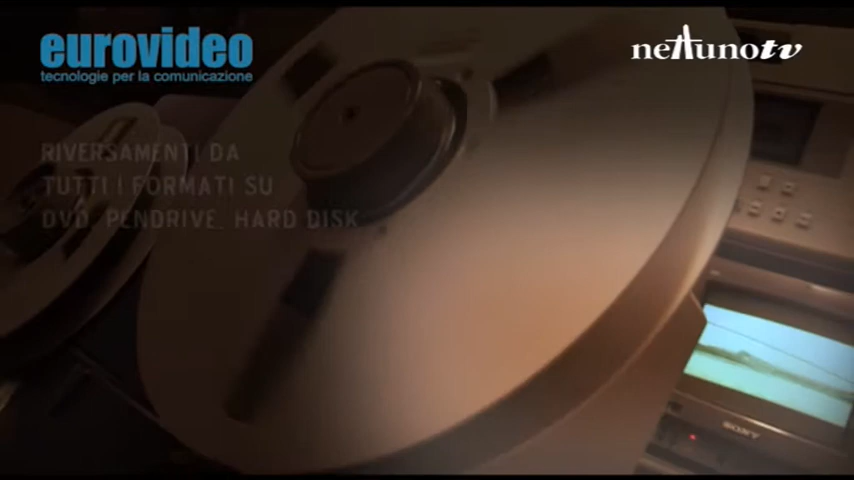 eurovideo
tecnologie per la comunicazione
nettunotv
RIVERSAMENTI DA
TUTTI I FORMATI SU
DVD, PENDRIVE, HARD DISK
SONY